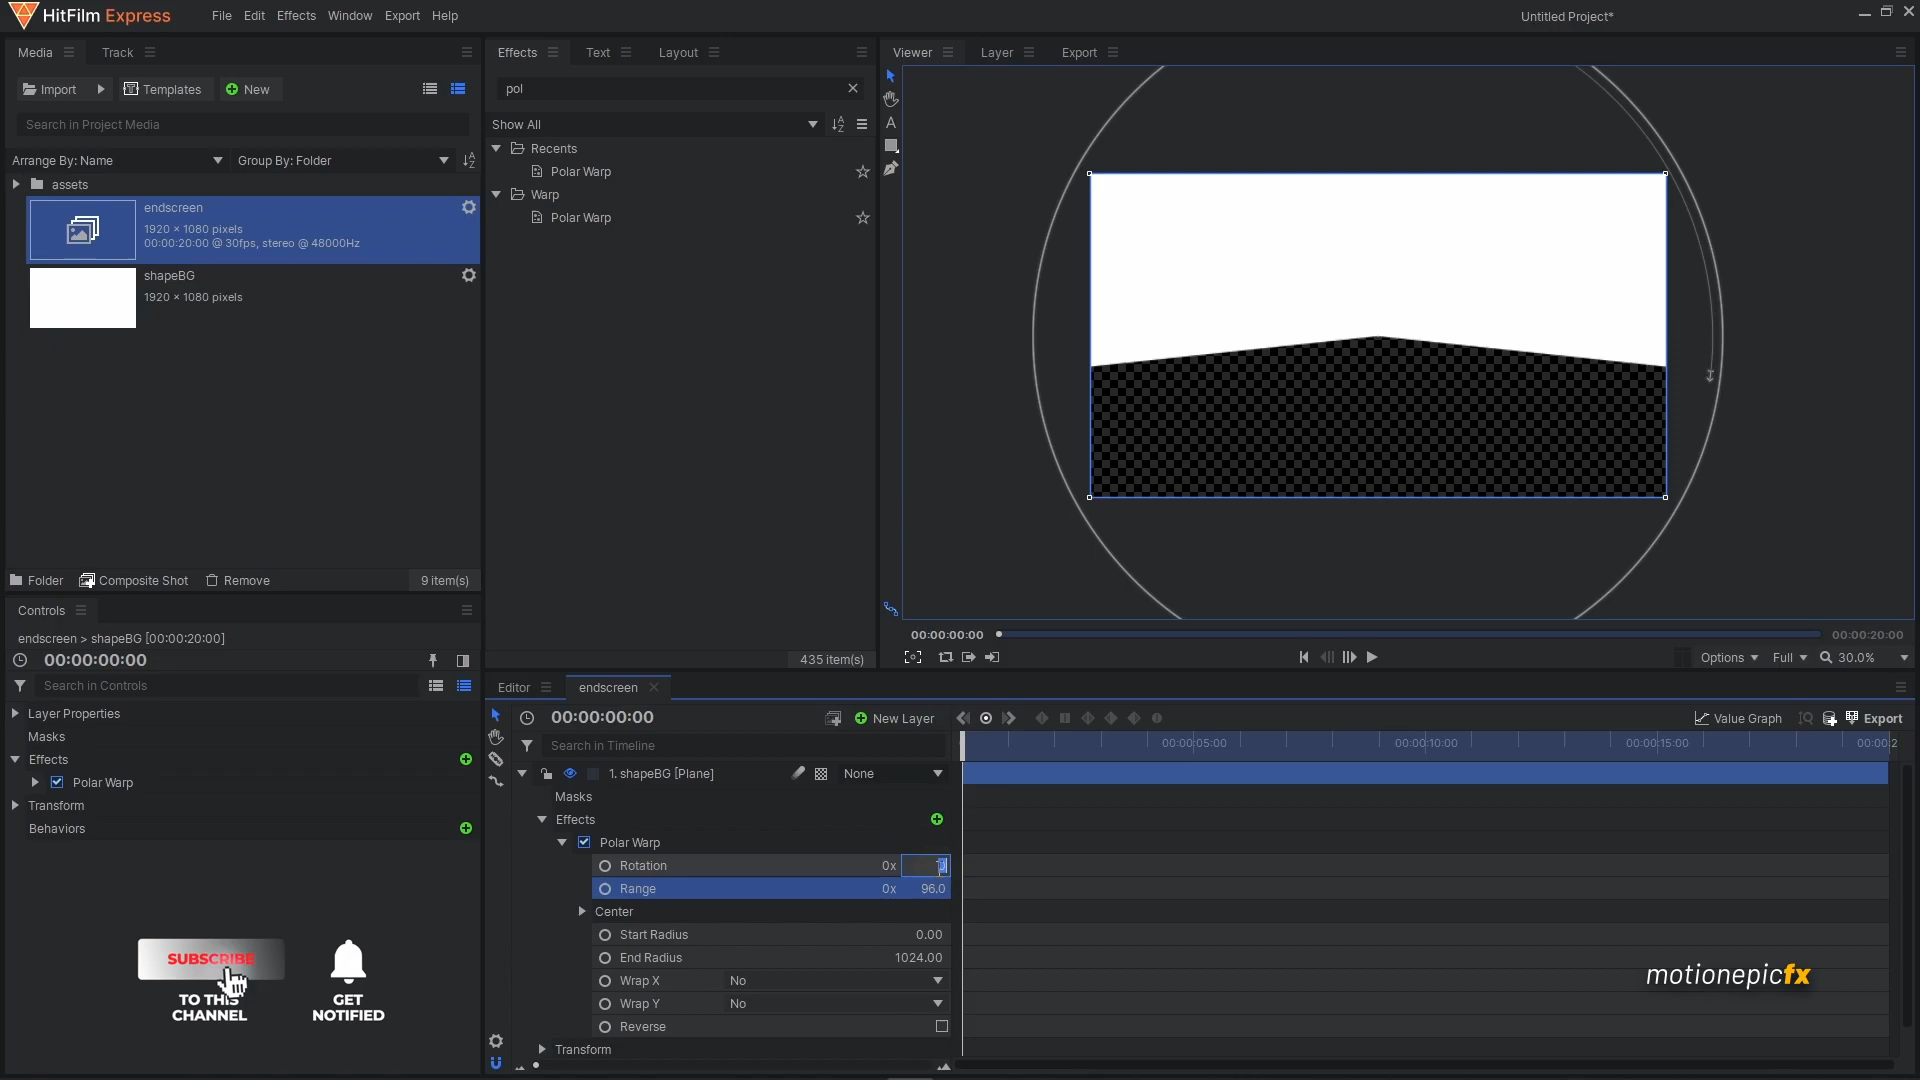 HitFilm Express
File Edit Effects Window Export Help
Untitled Project*
Media
Track
Import
Templates
New
Search in Project Media
Arrange By: Name
Group By: Folder
assets
endscreen
1920 × 1080 pixels
00:00:20:00 @ 30fps, stereo @ 48000Hz
shapeBG
1920 × 1080 pixels
Folder
Composite Shot
Remove
9 item(s)
Effects
Text
Layout
pol
Show All
Recents
Polar Warp
Warp
Polar Warp
435 item(s)
Viewer
Layer
Export
00:00:00:00
00:00:20:00
Options
Full
30.0%
Controls
endscreen > shapeBG [00:00:20:00]
00:00:00:00
Search in Controls
Layer Properties
Masks
Effects
Polar Warp
Transform
Behaviors
SUBSCRIBE
TO THIS
CHANNEL
GET
NOTIFIED
Editor
endscreen
00:00:00:00
New Layer
Value Graph
Export
Search in Timeline
00:00:05:00
00:00:10:00
00:00:15:00
00:00:2
1. shapeBG [Plane]
None
Masks
Effects
Polar Warp
Rotation 0x
Range 0x 96.0
Center
Start Radius 0.00
End Radius 1024.00
Wrap X No
Wrap Y No
Reverse
Transform
motionepicfx